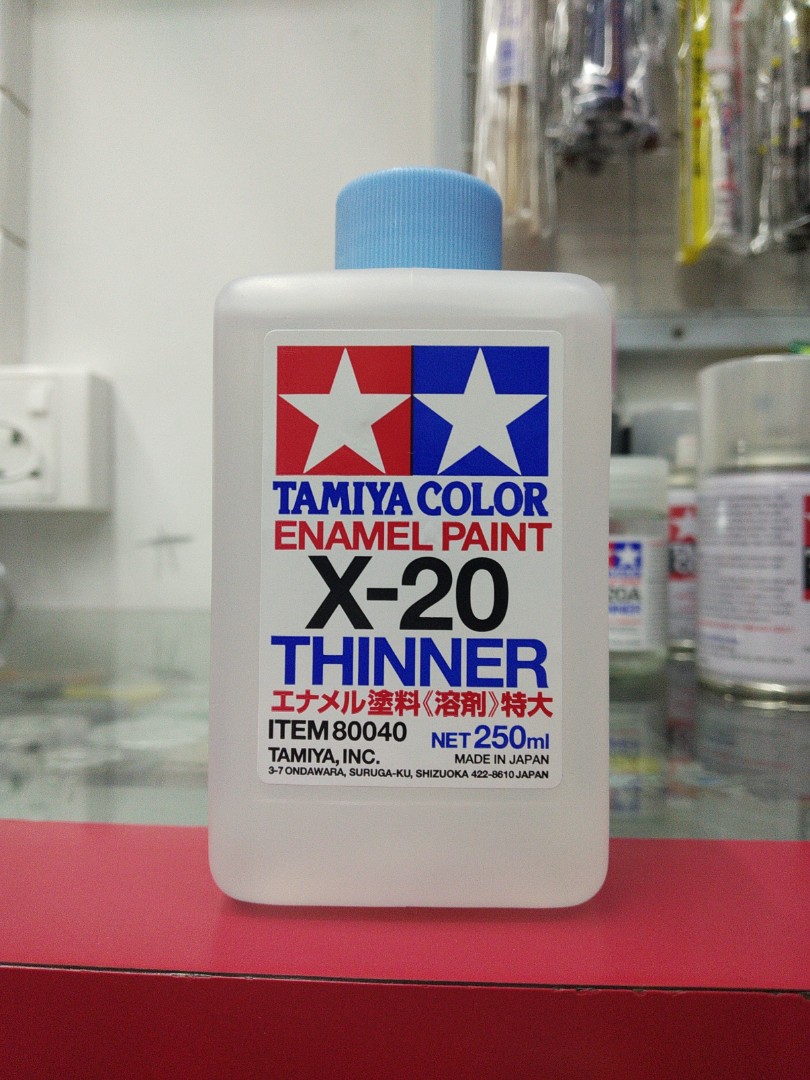 TAMIYA COLOR
ENAMEL PAINT
X-20
THINNER
エナメル塗料《溶剤》特大
ITEM 80040
NET 250ml
TAMIYA, INC.
MADE IN JAPAN
3-7 ONDAWARA, SURUGA-KU, SHIZUOKA 422-8610 JAPAN
20A